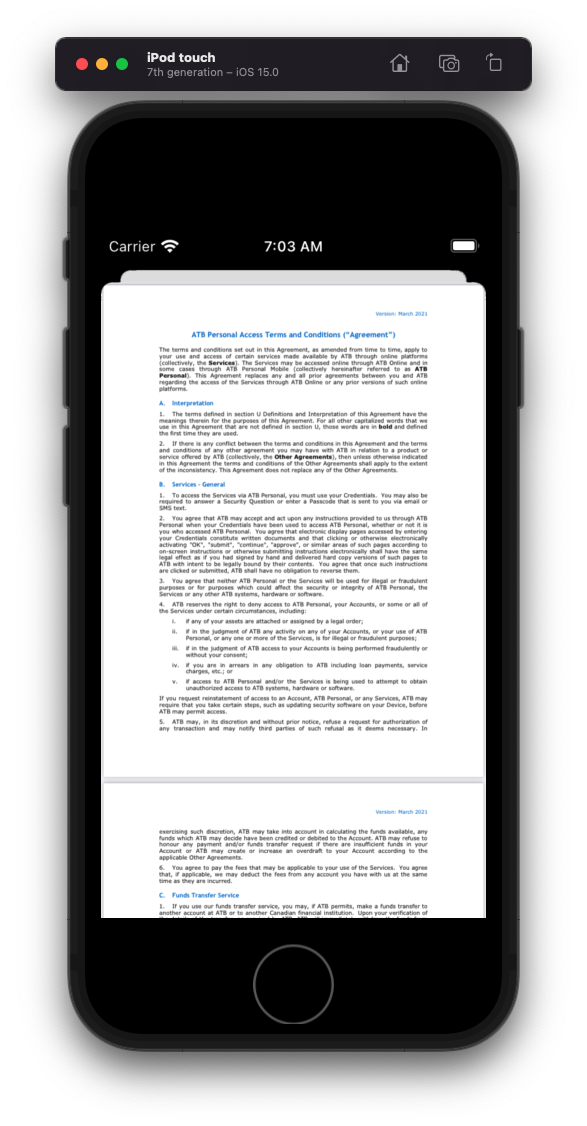 iPod touch
7th generation – iOS 15.0
Carrier 7:03 AM
Version: March 2021
ATB Personal Access Terms and Conditions (“Agreement”)
The terms and conditions set out in this Agreement, as amended from time to time, apply to
your use and access of certain services made available by ATB through online platforms
(collectively, the Services). The Services may be accessed online through ATB Online and in
some cases through ATB Personal Mobile (collectively hereinafter referred to as ATB
Personal). This Agreement replaces any and all prior agreements between you and ATB
regarding the access of the Services through ATB Online or any prior versions of such online
platforms.
A. Interpretation
1. The terms defined in section U Definitions and Interpretation of this Agreement have the
meanings therein for the purposes of this Agreement. For all other capitalized words that we
use in this Agreement that are not defined in section U, those words are in bold and defined
the first time they are used.
2. If there is any conflict between the terms and conditions in this Agreement and the terms
and conditions of any other agreement you may have with ATB in relation to a product or
service offered by ATB (collectively, the Other Agreements), then unless otherwise indicated
in this Agreement the terms and conditions of the Other Agreements shall apply to the extent
of the inconsistency. This Agreement does not replace any of the Other Agreements.
B. Services - General
1. To access the Services via ATB Personal, you must use your Credentials. You may also be
required to answer a Security Question or enter a Passcode that is sent to you via email or
SMS text.
2. You agree that ATB may accept and act upon any instructions provided to us through ATB
Personal when your Credentials have been used to access ATB Personal, whether or not it is
you who accessed ATB Personal. You agree that electronic display pages accessed by entering
your Credentials constitute written documents and that clicking or otherwise electronically
activating "OK", "submit", "continue", "approve", or similar areas of such pages according to
on-screen instructions or otherwise submitting instructions electronically shall have the same
legal effect as if you had signed by hand and delivered hard copy versions of such pages to
ATB with intent to be legally bound by their contents. You agree that once such instructions
are clicked or submitted, ATB shall have no obligation to reverse them.
3. You agree that neither ATB Personal or the Services will be used for illegal or fraudulent
purposes or for purposes which could affect the security or integrity of ATB Personal, the
Services or any other ATB systems, hardware or software.
4. ATB reserves the right to deny access to ATB Personal, your Accounts, or some or all of
the Services under certain circumstances, including:
i. if any of your assets are attached or assigned by a legal order;
ii. if in the judgment of ATB any activity on any of your Accounts, or your use of ATB
Personal, or any one or more of the Services, is for illegal or fraudulent purposes;
iii. if in the judgment of ATB access to your Accounts is being performed fraudulently or
without your consent;
iv. if you are in arrears in any obligation to ATB including loan payments, service
charges, etc.; or
v. if access to ATB Personal and/or the Services is being used to attempt to obtain
unauthorized access to ATB systems, hardware or software.
If you request reinstatement of access to an Account, ATB Personal, or any Services, ATB may
require that you take certain steps, such as updating security software on your Device, before
ATB may permit access.
5. ATB may, in its discretion and without prior notice, refuse a request for authorization of
any transaction and may notify third parties of such refusal as it deems necessary. In
Version: March 2021
exercising such discretion, ATB may take into account in calculating the funds available, any
funds which ATB may decide have been credited or debited to the Account. ATB may refuse to
honour any payment and/or funds transfer request if there are insufficient funds in your
Account or ATB may create or increase an overdraft to your Account according to the
applicable Other Agreements.
6. You agree to pay the fees that may be applicable to your use of the Services. You agree
that, if applicable, we may deduct the fees from any account you have with us at the same
time as they are incurred.
C. Funds Transfer Service
1. If you use our funds transfer service, you may, if ATB permits, make a funds transfer to
another account at ATB or to another Canadian financial institution. Upon your verification of